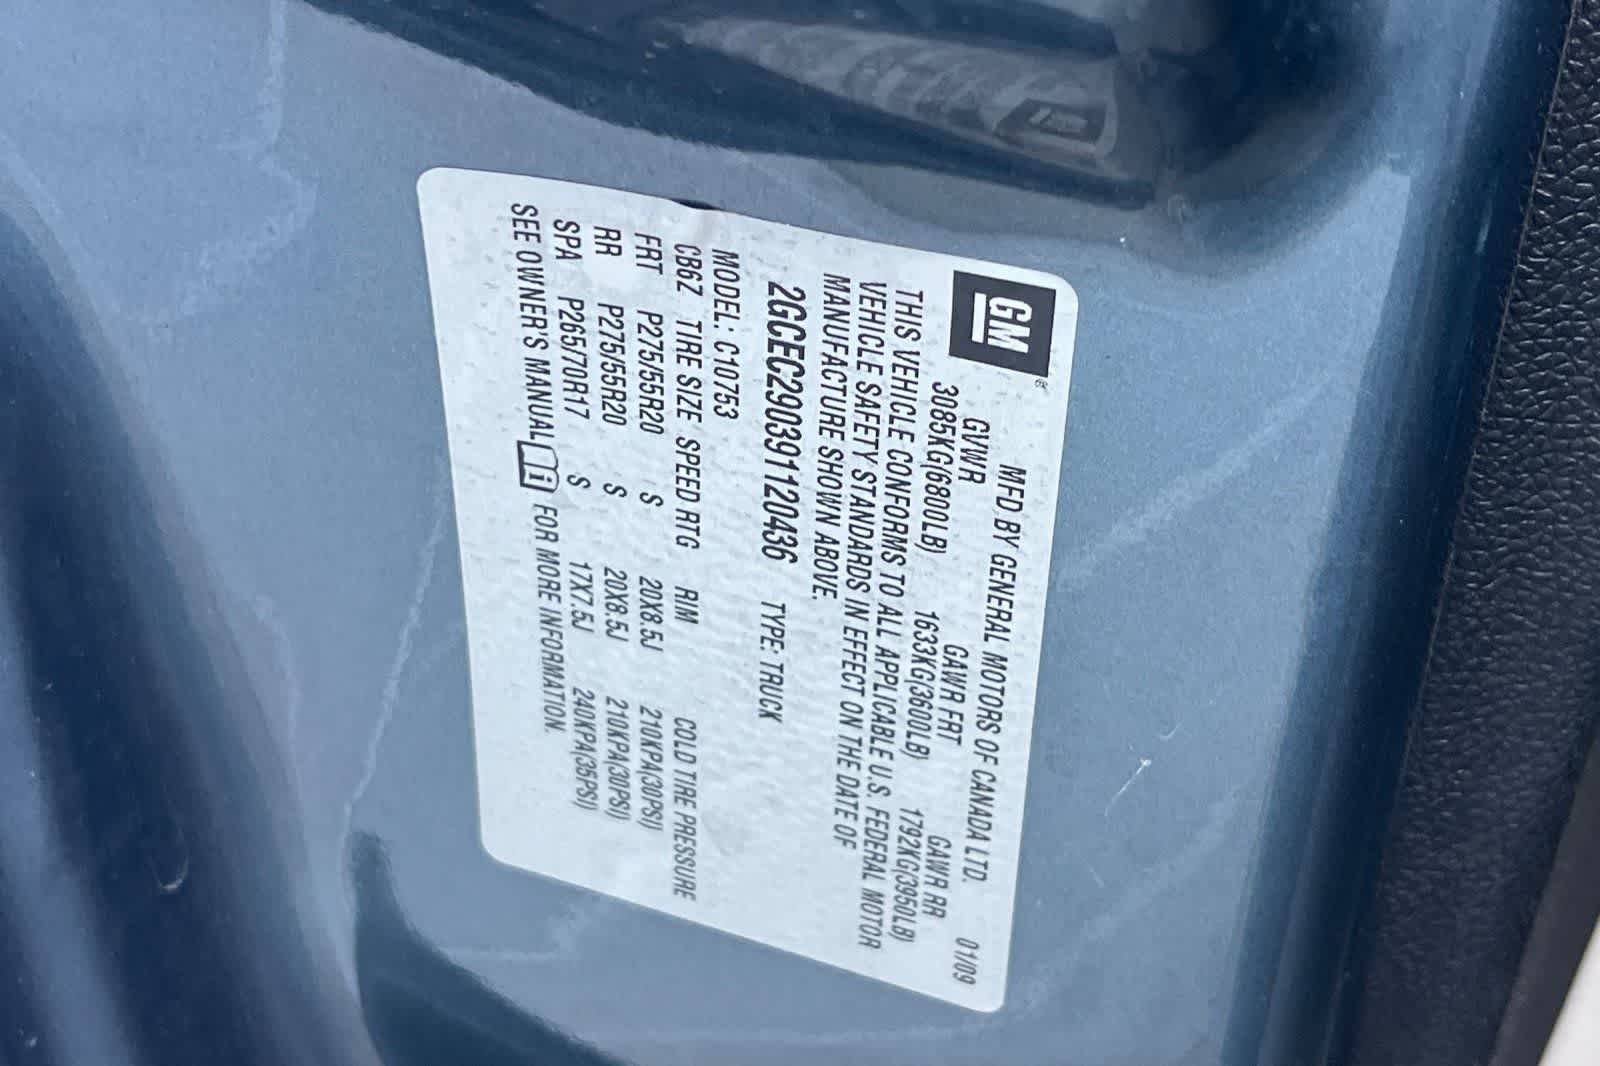 GM
MFD BY GENERAL MOTORS OF CANADA LTD. 01/09
GVWR GAWR FRT GAWR RR
3085KG(6800LB) 1633KG(3600LB) 1792KG(3950LB)
THIS VEHICLE CONFORMS TO ALL APPLICABLE U.S. FEDERAL MOTOR
VEHICLE SAFETY STANDARDS IN EFFECT ON THE DATE OF
MANUFACTURE SHOWN ABOVE.
2GCEC290391120436 TYPE: TRUCK
MODEL: C10753
CB6Z TIRE SIZE SPEED RTG RIM COLD TIRE PRESSURE
FRT P275/55R20 S 20X8.5J 210KPA(30PSI)
RR P275/55R20 S 20X8.5J 210KPA(30PSI)
SPA P265/70R17 S 17X7.5J 240KPA(35PSI)
SEE OWNER'S MANUAL FOR MORE INFORMATION.